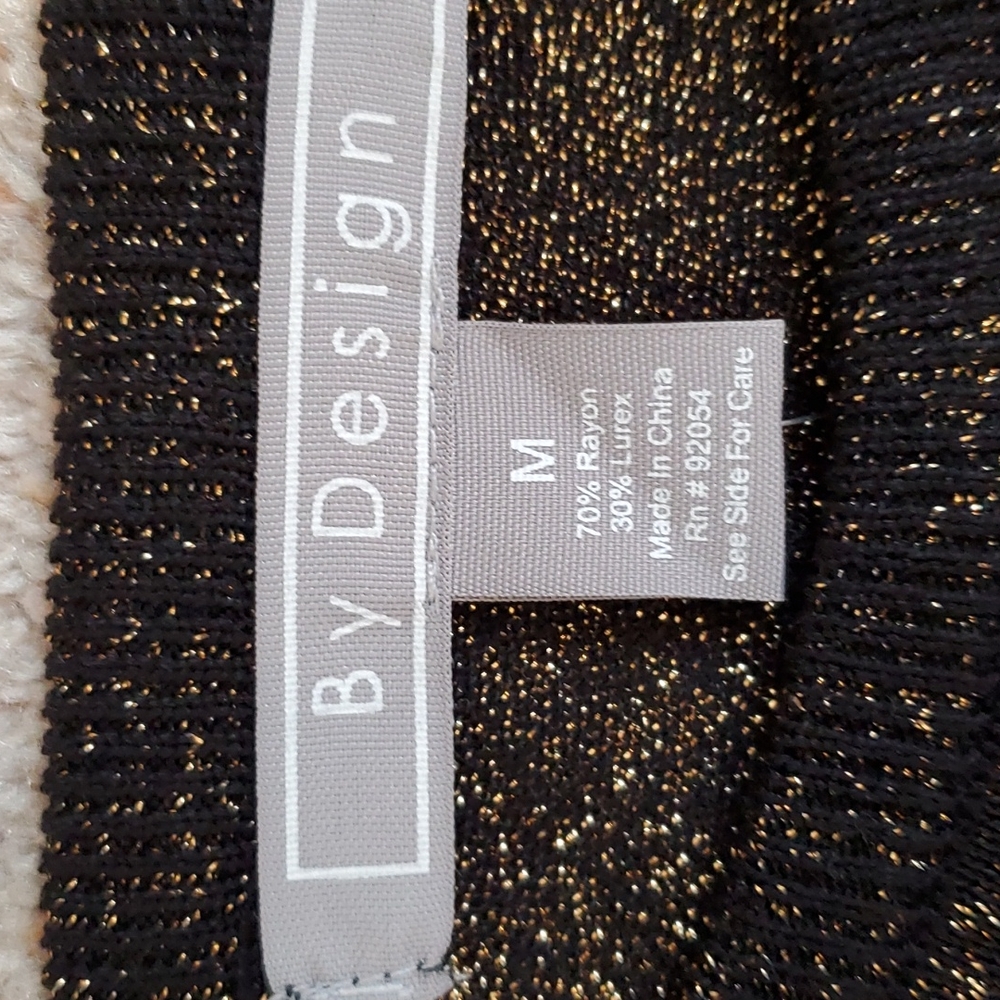 By Design
M
70% Rayon
30% Lurex
Made In China
Rn # 92054
See Side For Care